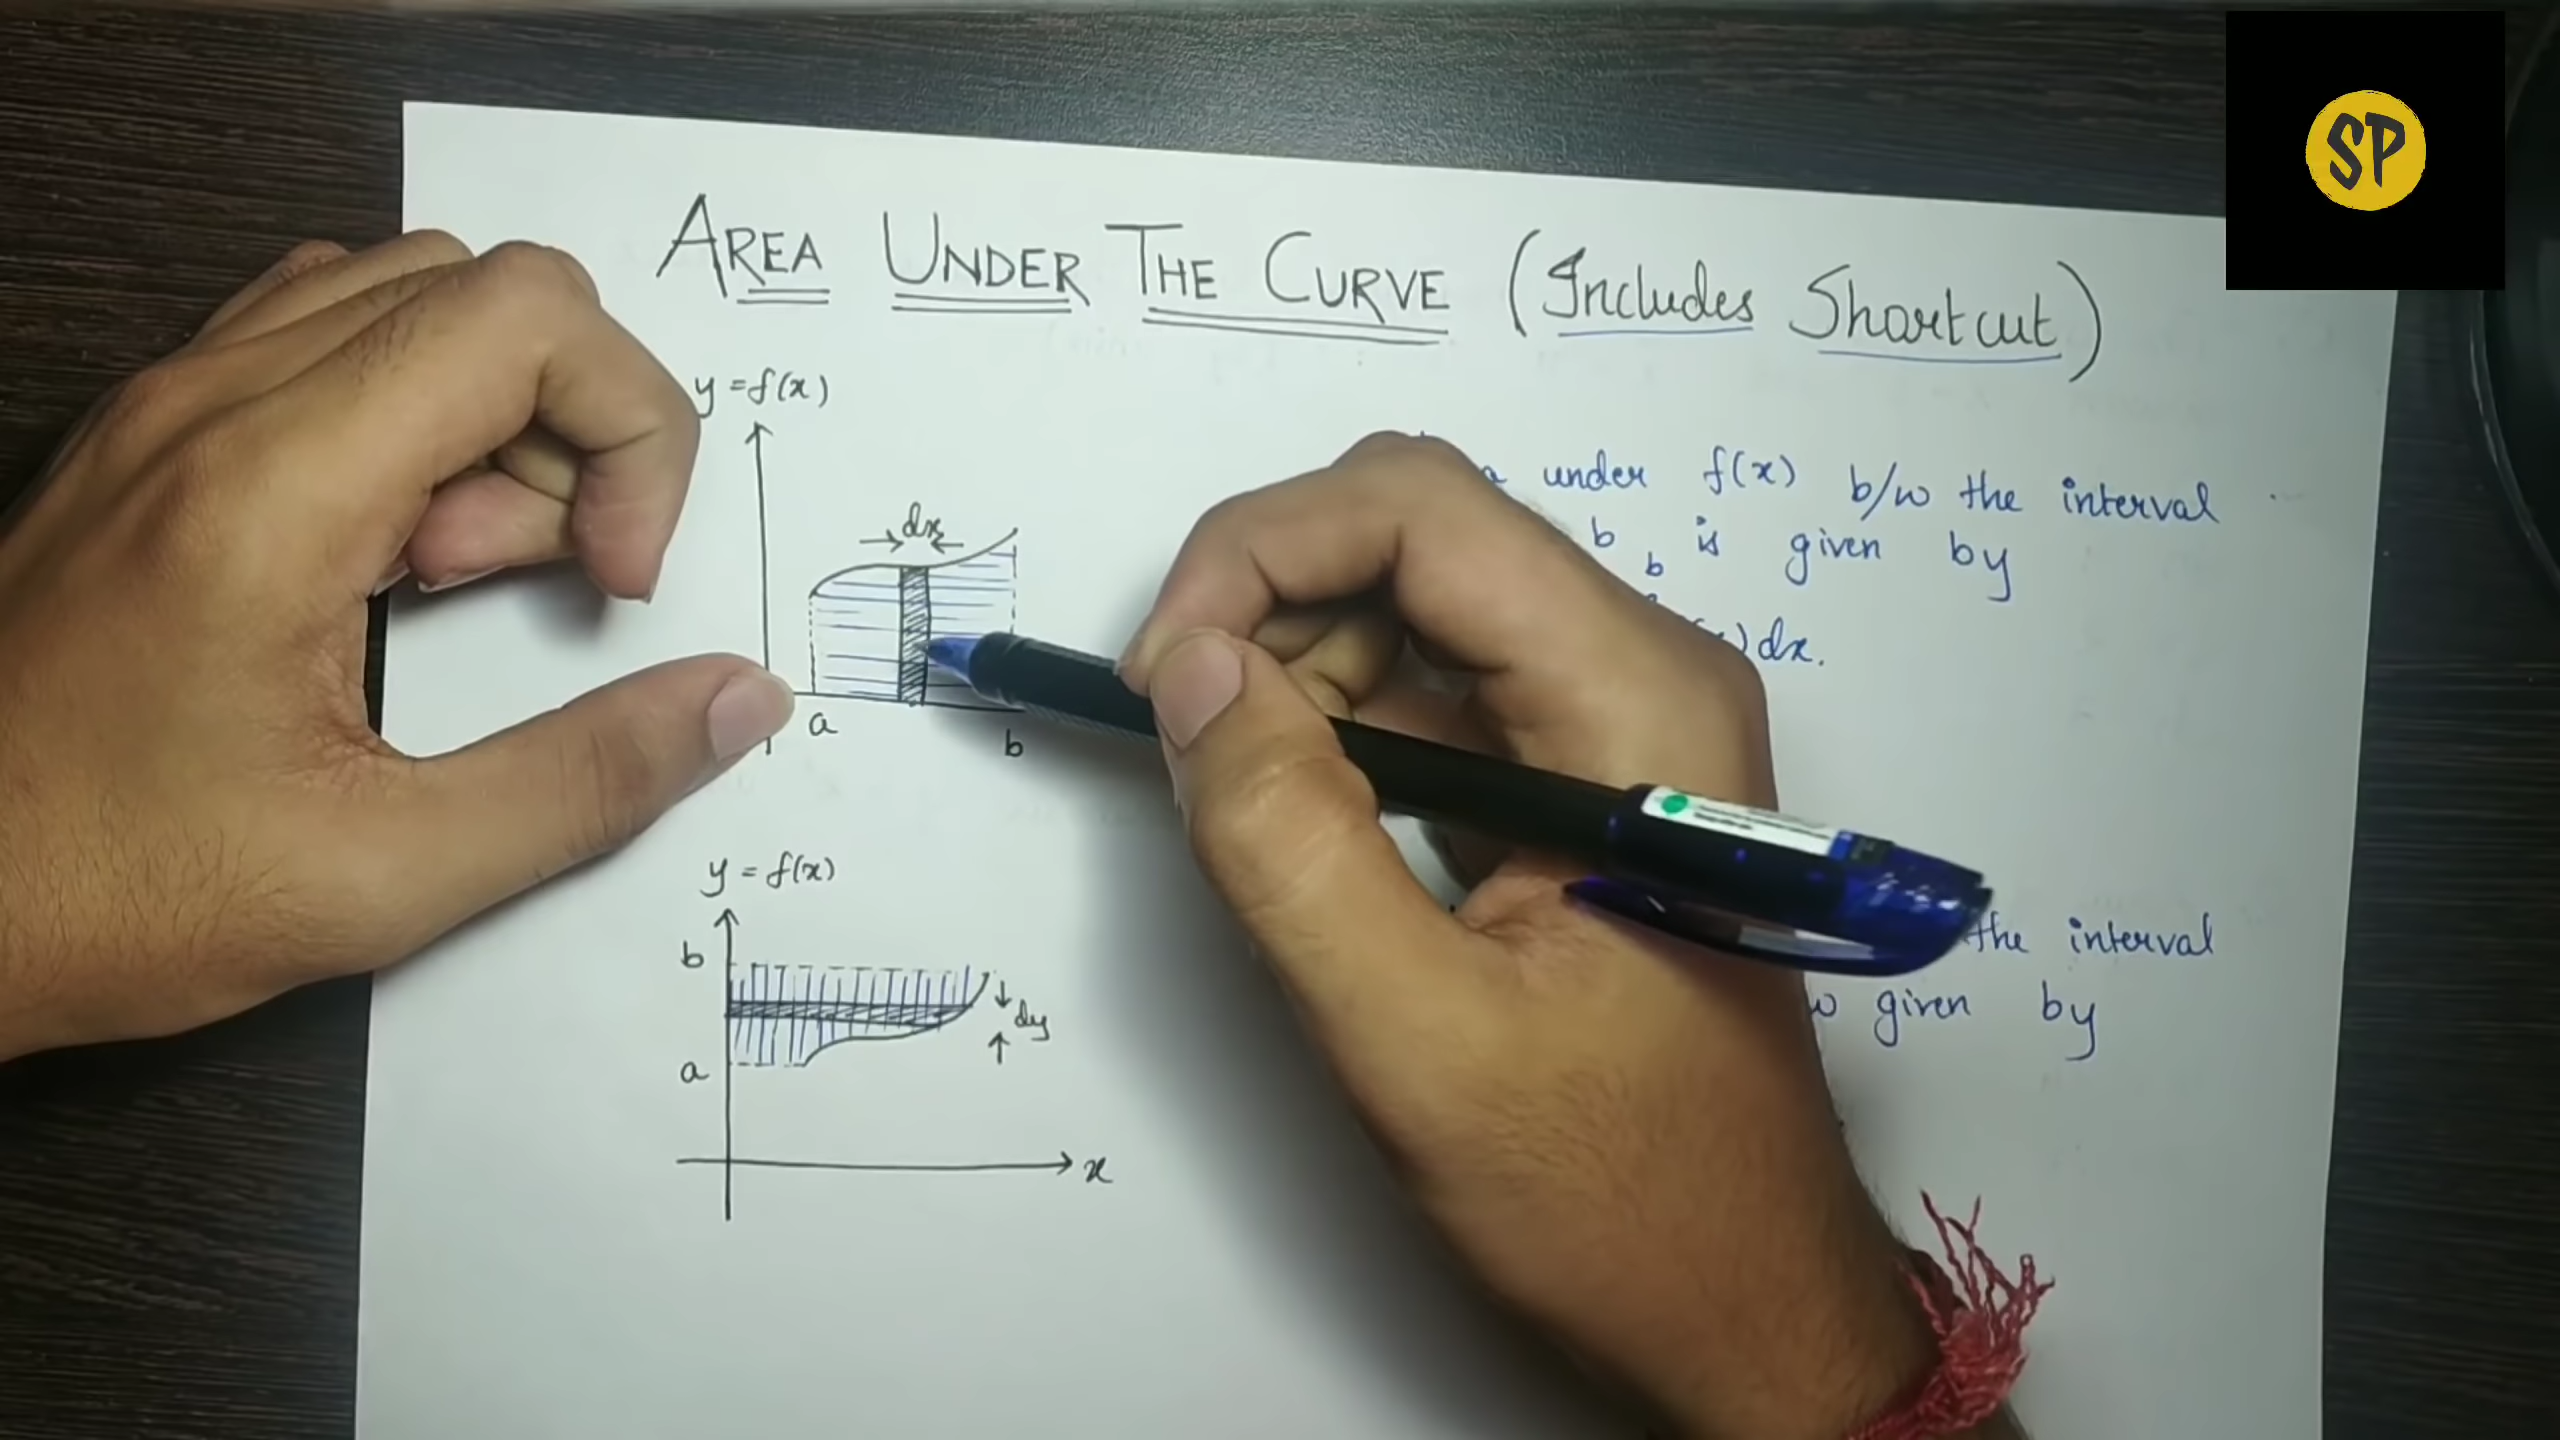 SP
AREA UNDER THE CURVE (Includes Shortcut)
y = f(x)
under f(x) b/w the interval
b is given by
b
dx.
dx
a
b
y = f(x)
b
dy
a
x
the interval
given by